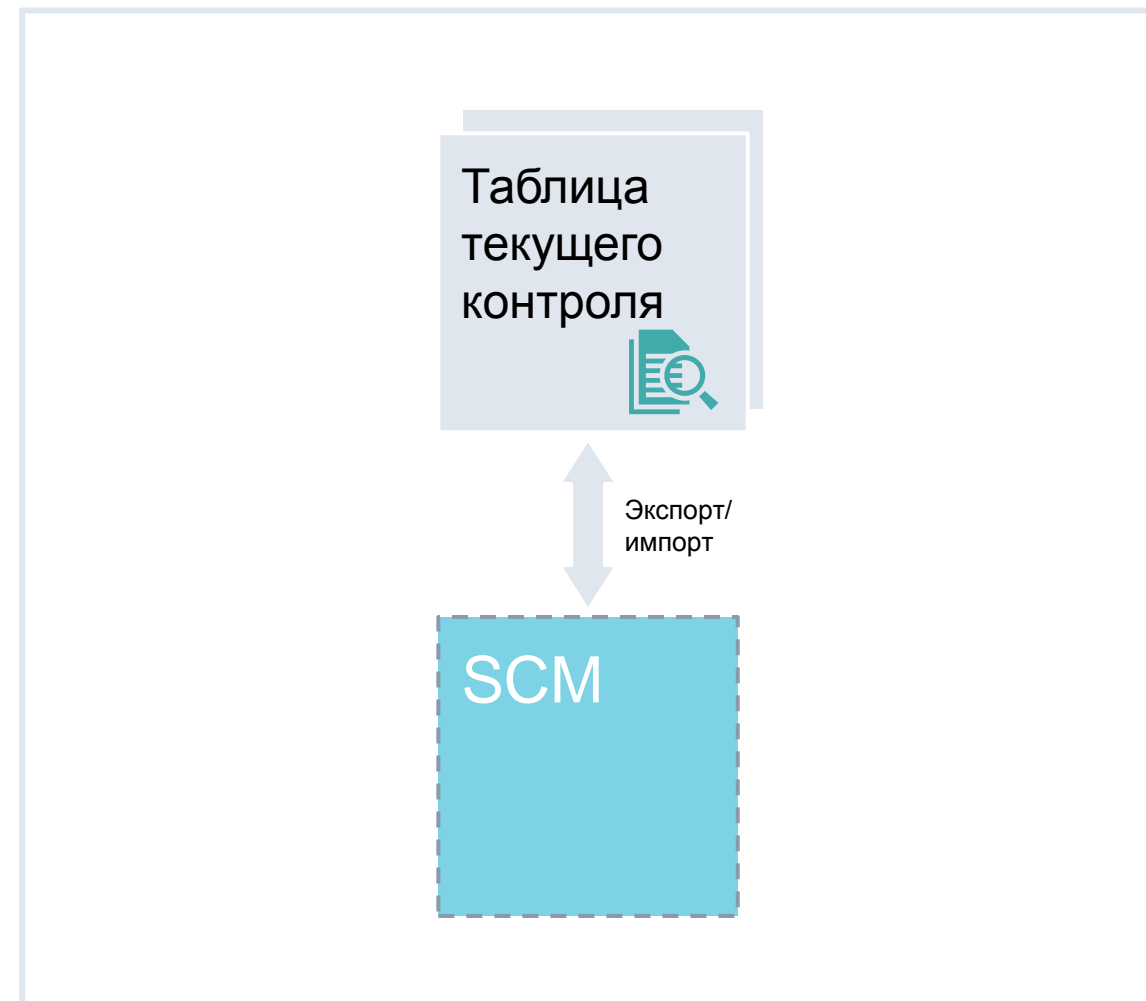 Таблица
текущего
контроля
Экспорт/
импорт
SCM